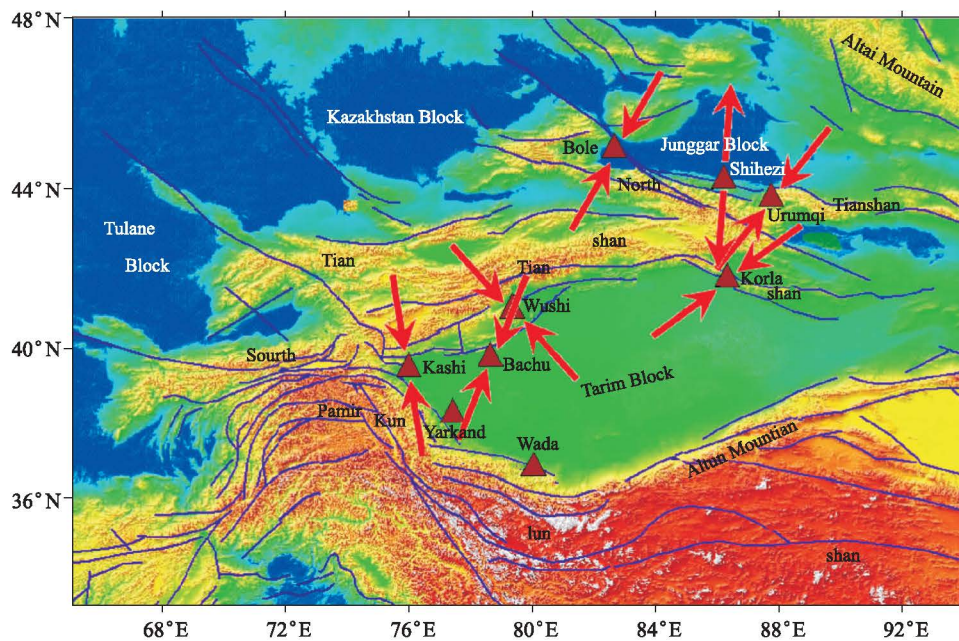 48°N
Altai Mountain
Kazakhstan Block
Bole
Junggar Block
Shihezi
44°N
North
Urumqi
Tianshan
Tulane
Block
shan
Tian
Tian
Korla
shan
Wushi
40°N
Sourth
Kashi
Bachu
Tarim Block
Pamir
Kun
Yarkand
Wada
Altun Mountian
36°N
lun
shan
68°E
72°E
76°E
80°E
84°E
88°E
92°E